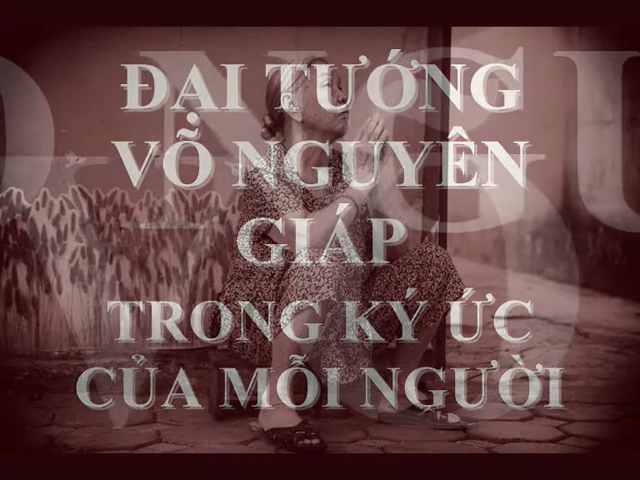 ĐẠI TƯỚNG
VÕ NGUYÊN
GIÁP
TRONG KÝ ỨC
CỦA MỖI NGƯỜI